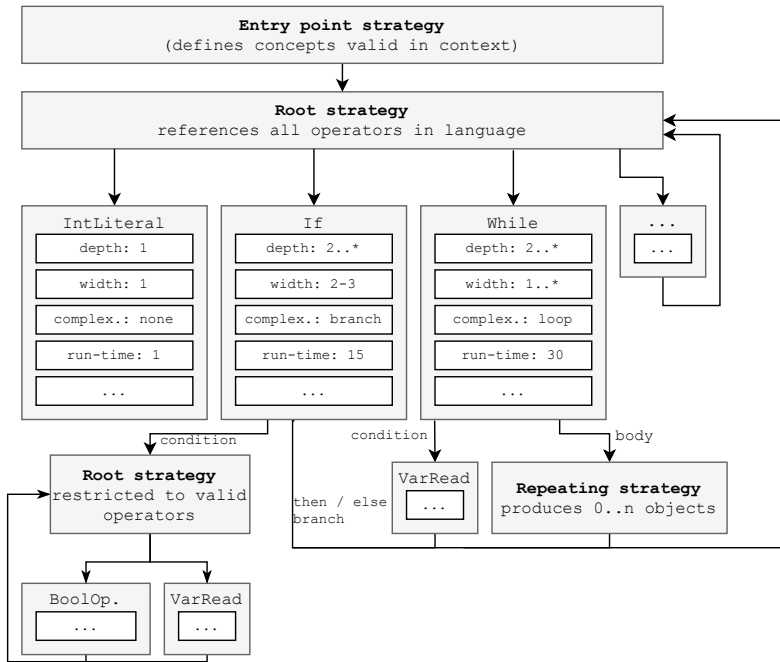 Entry point strategy
(defines concepts valid in context)
Root strategy
references all operators in language
IntLiteral
depth: 1
width: 1
complex.: none
run-time: 1
...
If
depth: 2..*
width: 2-3
complex.: branch
run-time: 15
...
While
depth: 2..*
width: 1..*
complex.: loop
run-time: 30
...
...
...
condition
Root strategy
restricted to valid
operators
then / else
branch
condition
VarRead
...
body
Repeating strategy
produces 0..n objects
BoolOp.
...
VarRead
...